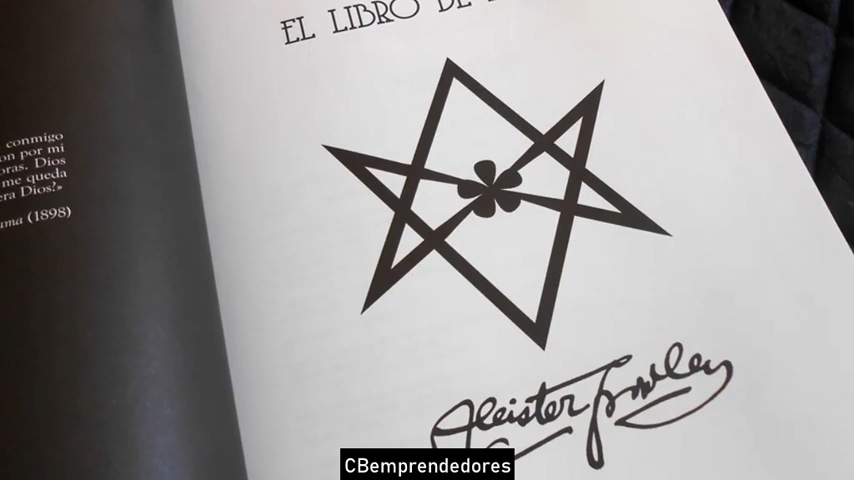 EL LIBRO DE
conmigo
on por mi
oras. Dios
me queda
era Dios?»
ama (1898)
Aleister Crowley
CBemprendedores